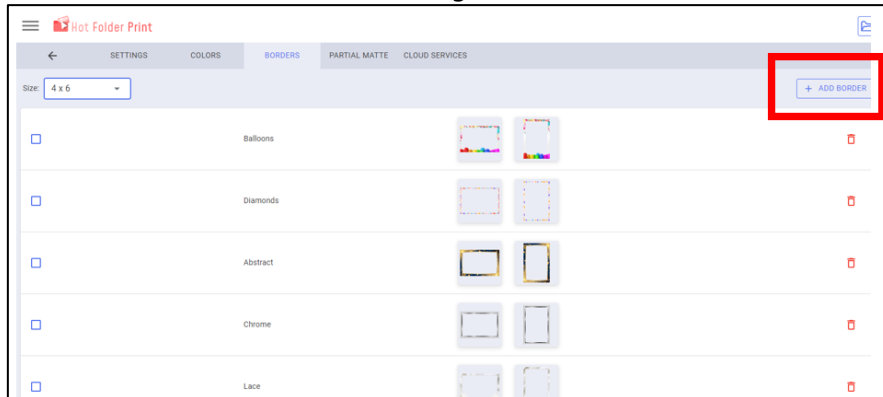 Hot Folder Print
SETTINGS COLORS BORDERS PARTIAL MATTE CLOUD SERVICES
Size: 4 x 6 + ADD BORDER
Balloons
Diamonds
Abstract
Chrome
Lace